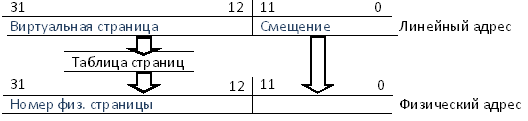 31 12 11 0
Виртуальная страница Смещение Линейный адрес
Таблица страниц
31 12 11 0
Номер физ. страницы Физический адрес